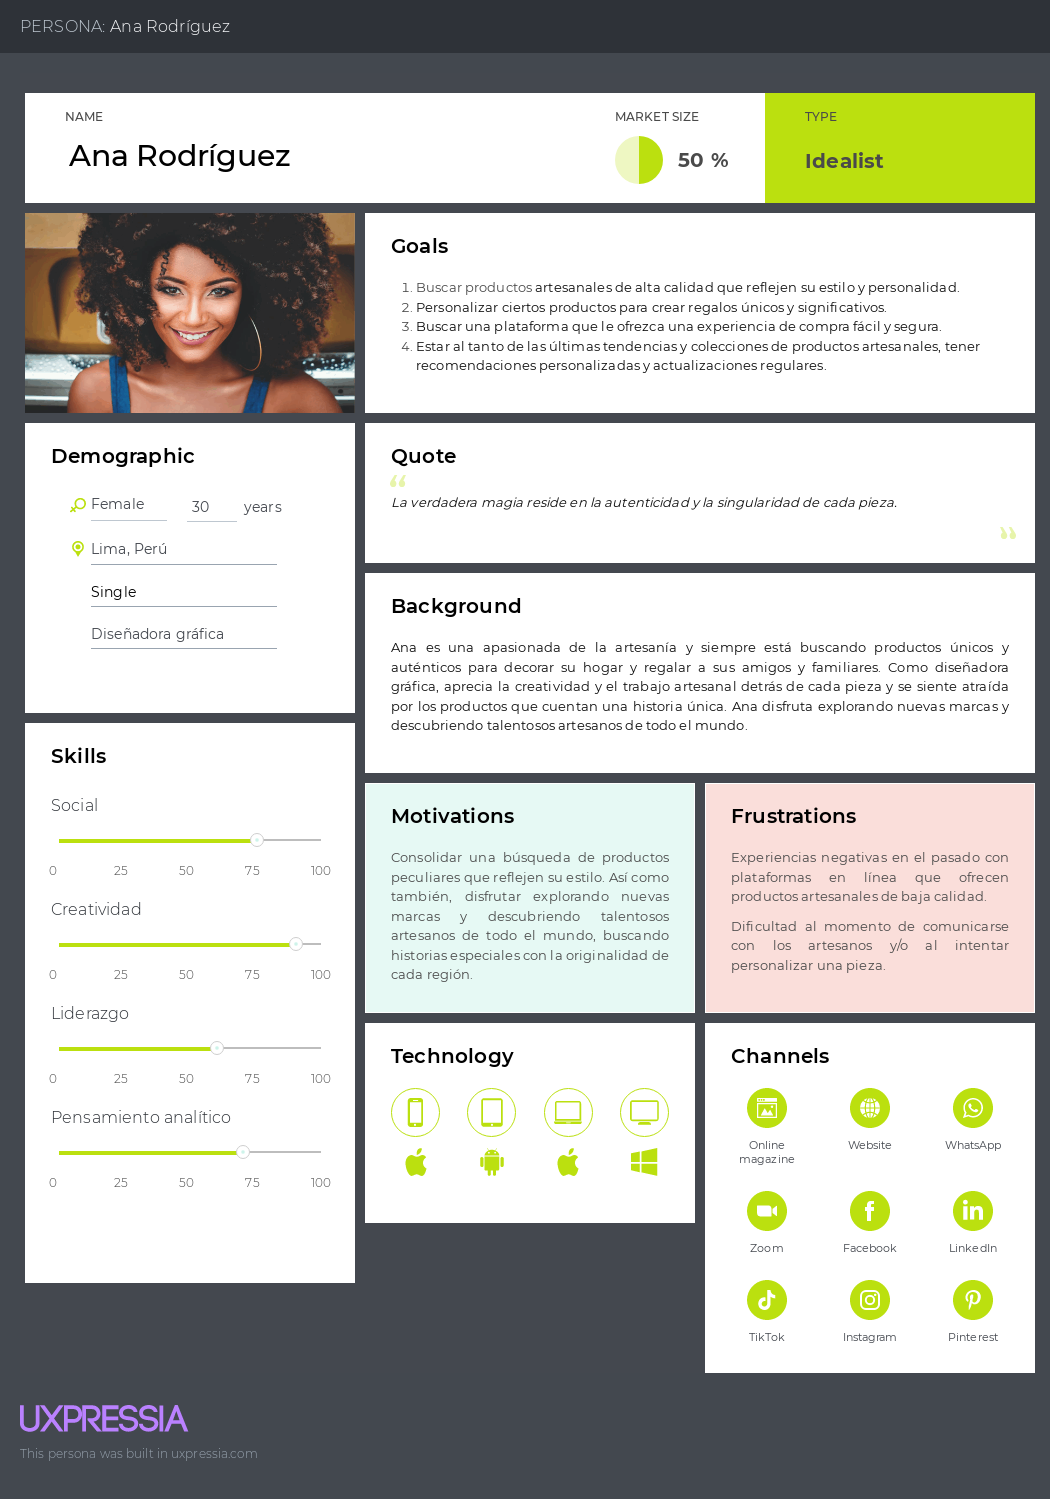 PERSONA: Ana Rodríguez
NAME
Ana Rodríguez
MARKET SIZE
50 %
TYPE
Idealist
Goals
1. Buscar productos artesanales de alta calidad que reflejen su estilo y personalidad.
2. Personalizar ciertos productos para crear regalos únicos y significativos.
3. Buscar una plataforma que le ofrezca una experiencia de compra fácil y segura.
4. Estar al tanto de las últimas tendencias y colecciones de productos artesanales, tener
recomendaciones personalizadas y actualizaciones regulares.
Demographic
Female 30 years
Lima, Perú
Single
Diseñadora gráfica
Quote
“
La verdadera magia reside en la autenticidad y la singularidad de cada pieza.
”
Background
Ana es una apasionada de la artesanía y siempre está buscando productos únicos y
auténticos para decorar su hogar y regalar a sus amigos y familiares. Como diseñadora
gráfica, aprecia la creatividad y el trabajo artesanal detrás de cada pieza y se siente atraída
por los productos que cuentan una historia única. Ana disfruta explorando nuevas marcas y
descubriendo talentosos artesanos de todo el mundo.
Skills
Social
0 25 50 75 100
Creatividad
0 25 50 75 100
Liderazgo
0 25 50 75 100
Pensamiento analítico
0 25 50 75 100
Motivations
Consolidar una búsqueda de productos
peculiares que reflejen su estilo. Así como
también, disfrutar explorando nuevas
marcas y descubriendo talentosos
artesanos de todo el mundo, buscando
historias especiales con la originalidad de
cada región.
Frustrations
Experiencias negativas en el pasado con
plataformas en línea que ofrecen
productos artesanales de baja calidad.
Dificultad al momento de comunicarse
con los artesanos y/o al intentar
personalizar una pieza.
Technology
Channels
Online
magazine
Website
WhatsApp
Zoom
Facebook
LinkedIn
TikTok
Instagram
Pinterest
UXPRESSIA
This persona was built in uxpressia.com